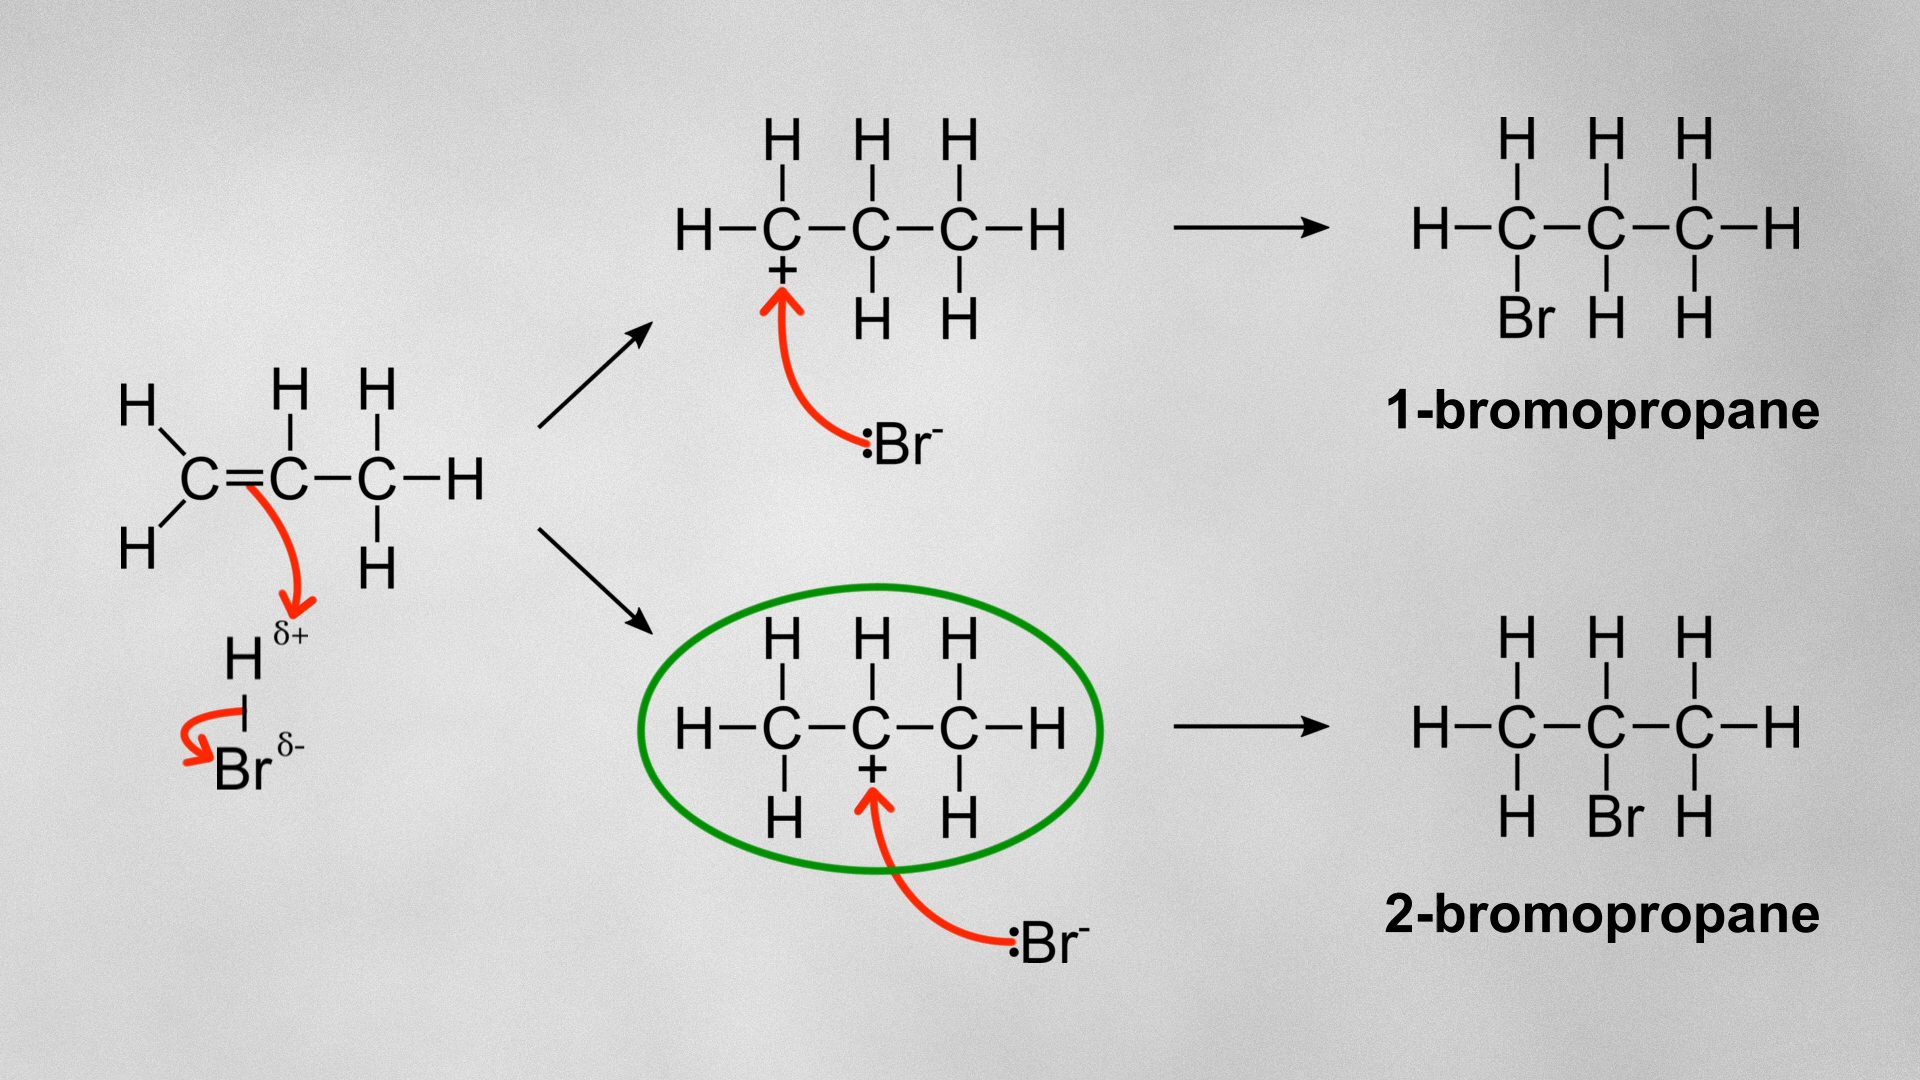 H H H
H—C—C—C—H
+
H H
:Br-
H H H
H—C—C—C—H
Br H H
1-bromopropane
H H H
C=C—C—H
H H
H δ+
Br δ-
H H H
H—C—C—C—H
+
H H
:Br-
H H H
H—C—C—C—H
H Br H
2-bromopropane